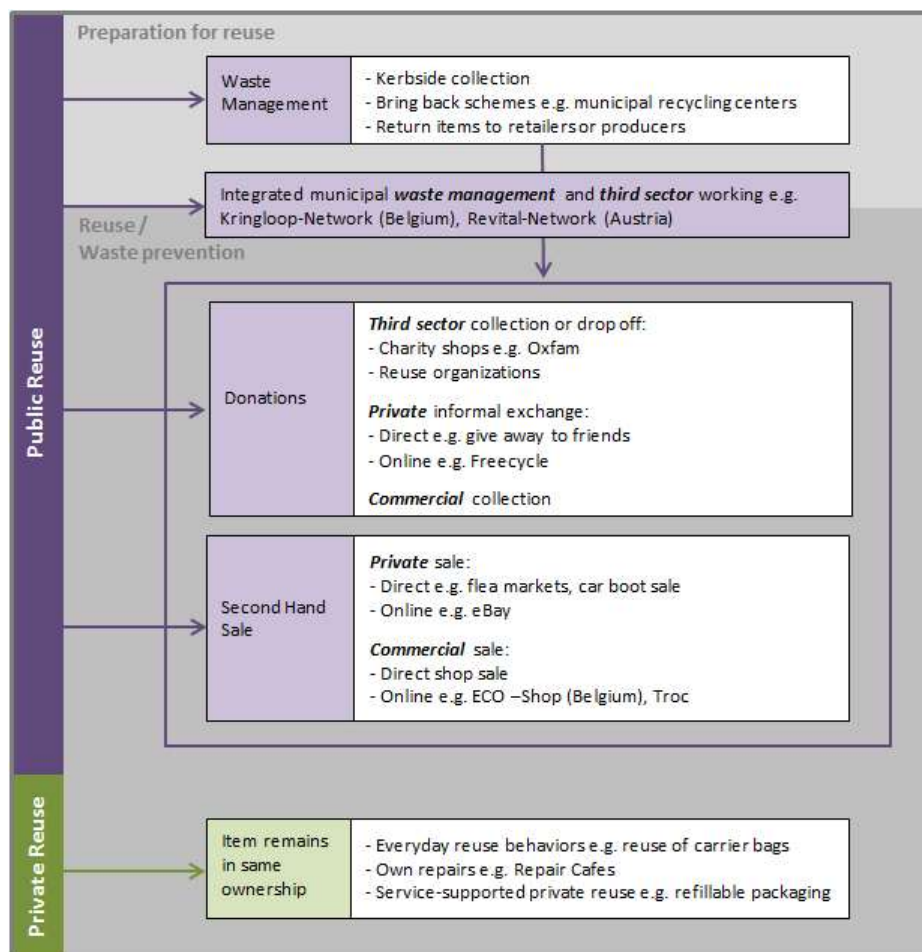 Preparation for reuse
Waste
Management
- Kerbside collection
- Bring back schemes e.g. municipal recycling centers
- Return items to retailers or producers
Integrated municipal waste management and third sector working e.g.
Kringloop-Network (Belgium), Revital-Network (Austria)
Reuse /
Waste prevention
Public Reuse
Donations
Third sector collection or drop off:
- Charity shops e.g. Oxfam
- Reuse organizations
Private informal exchange:
- Direct e.g. give away to friends
- Online e.g. Freecycle
Commercial collection
Second Hand
Sale
Private sale:
- Direct e.g. flea markets, car boot sale
- Online e.g. eBay
Commercial sale:
- Direct shop sale
- Online e.g. ECO –Shop (Belgium), Troc
Private Reuse
Item remains
in same
ownership
- Everyday reuse behaviors e.g. reuse of carrier bags
- Own repairs e.g. Repair Cafes
- Service-supported private reuse e.g. refillable packaging